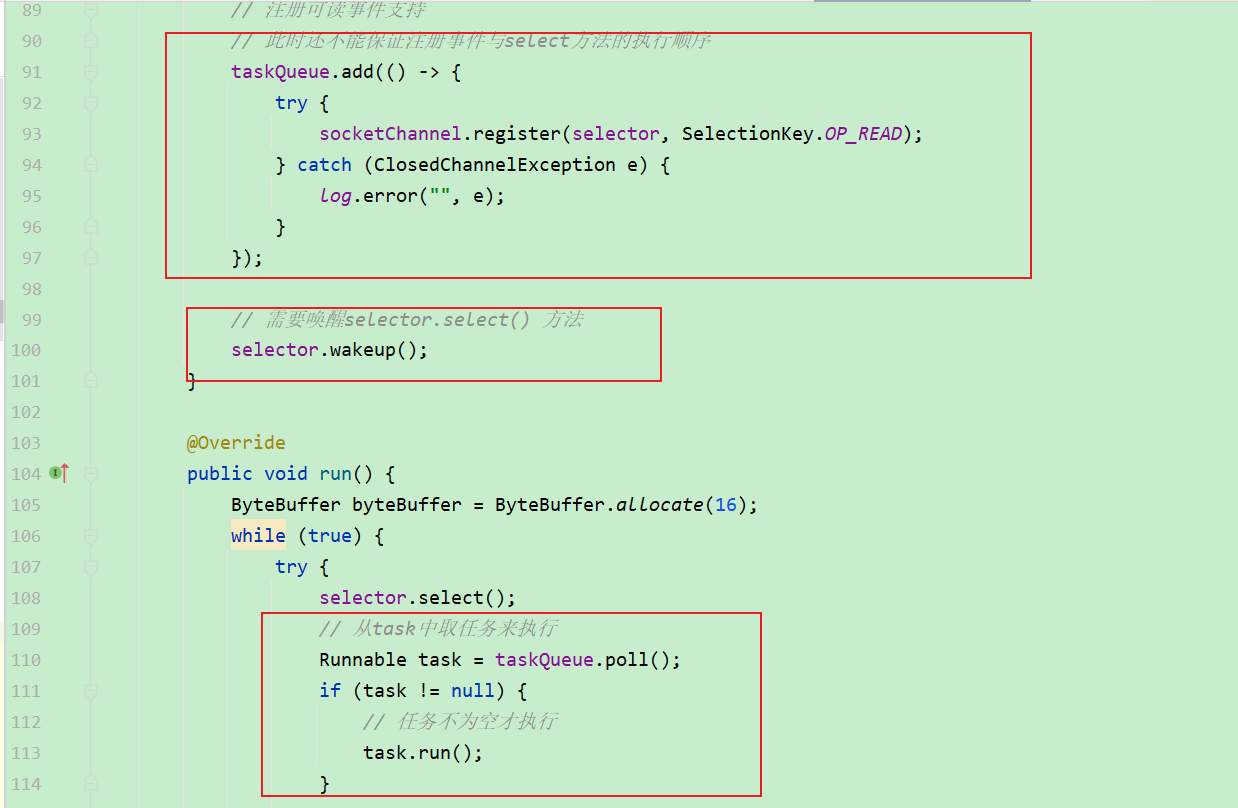 89 // 注册可读事件支持
90 // 此时还不能保证注册事件与select方法的执行顺序
91 taskQueue.add(() -> {
92 try {
93 socketChannel.register(selector, SelectionKey.OP_READ);
94 } catch (ClosedChannelException e) {
95 log.error("", e);
96 }
97 });
98
99 // 需要唤醒selector.select() 方法
100 selector.wakeup();
101 }
102
103 @Override
104 public void run() {
105 ByteBuffer byteBuffer = ByteBuffer.allocate(16);
106 while (true) {
107 try {
108 selector.select();
109 // 从task中取任务来执行
110 Runnable task = taskQueue.poll();
111 if (task != null) {
112 // 任务不为空才执行
113 task.run();
114 }